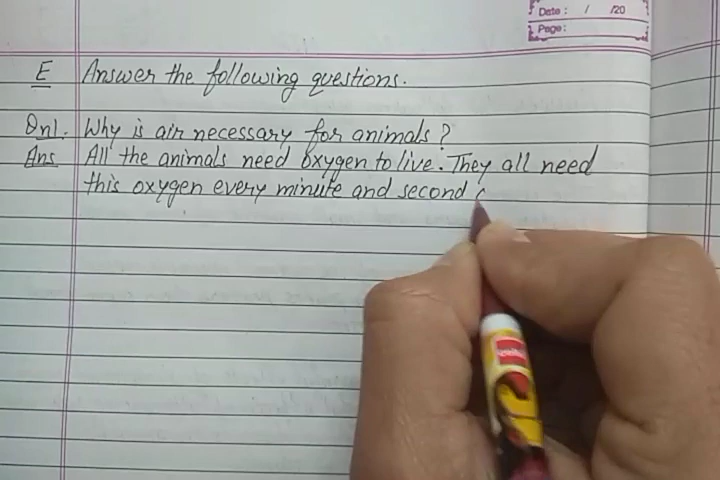 Date: / /20
Page:
E Answer the following questions.
Qn1. Why is air necessary for animals?
Ans All the animals need oxygen to live. They all need
this oxygen every minute and second
cello